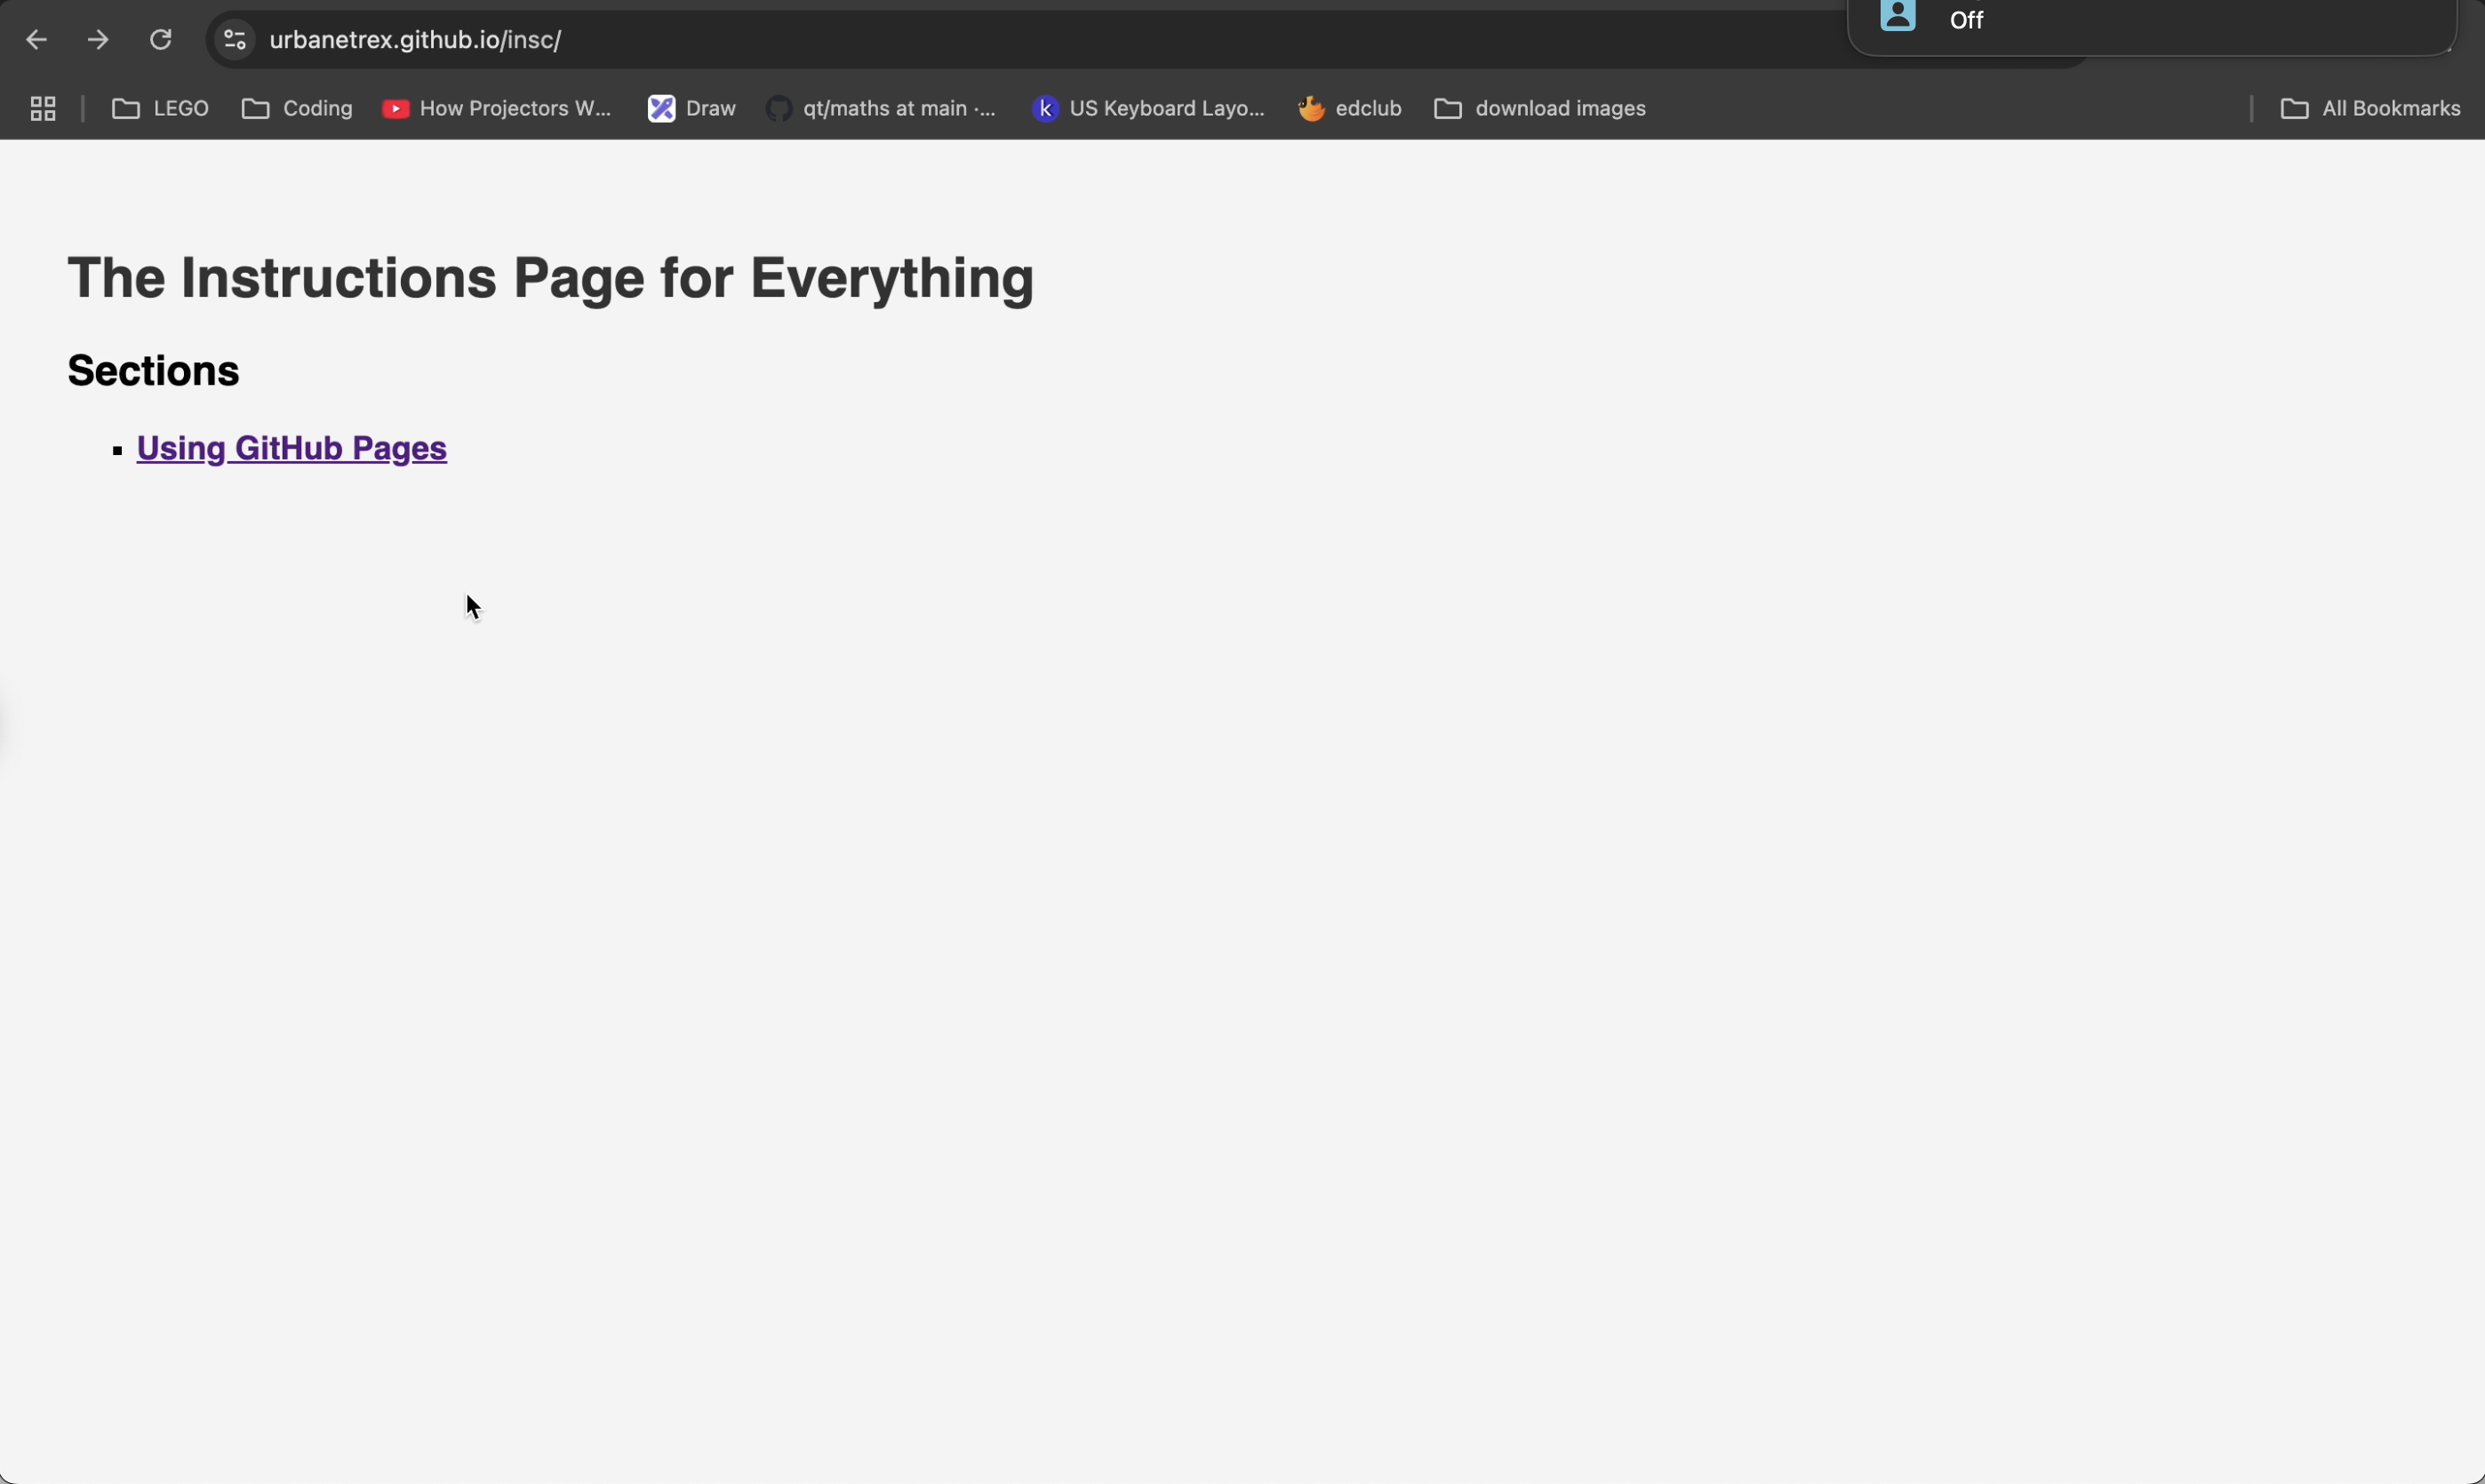 Off
urbanetrex.github.io/insc/
LEGO Coding How Projectors W... Draw qt/maths at main ·... k US Keyboard Layo... edclub download images All Bookmarks
The Instructions Page for Everything
Sections
▪ Using GitHub Pages